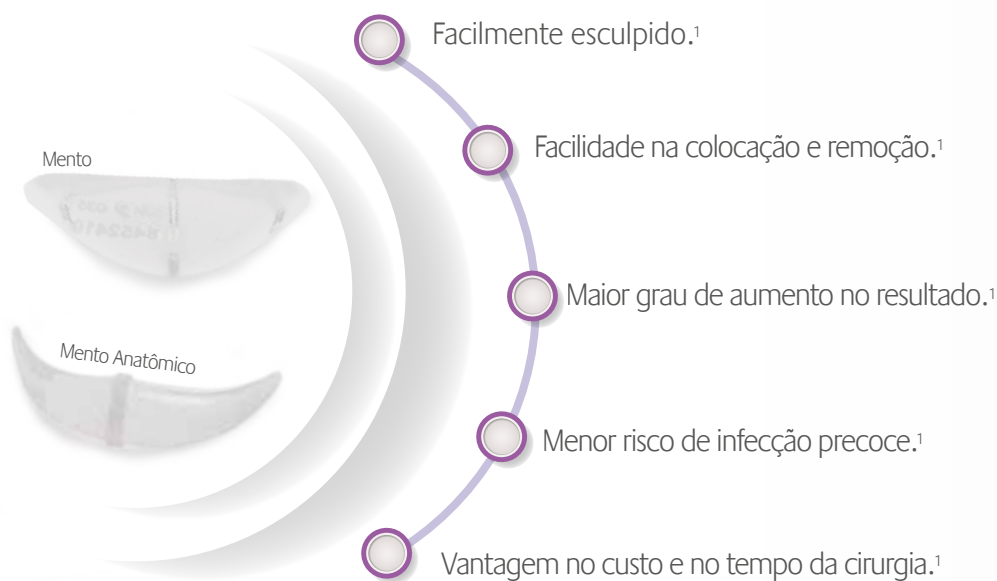 Facilmente esculpido.¹
Facilidade na colocação e remoção.¹
Mento
Maior grau de aumento no resultado.¹
Mento Anatômico
Menor risco de infecção precoce.¹
Vantagem no custo e no tempo da cirurgia.¹